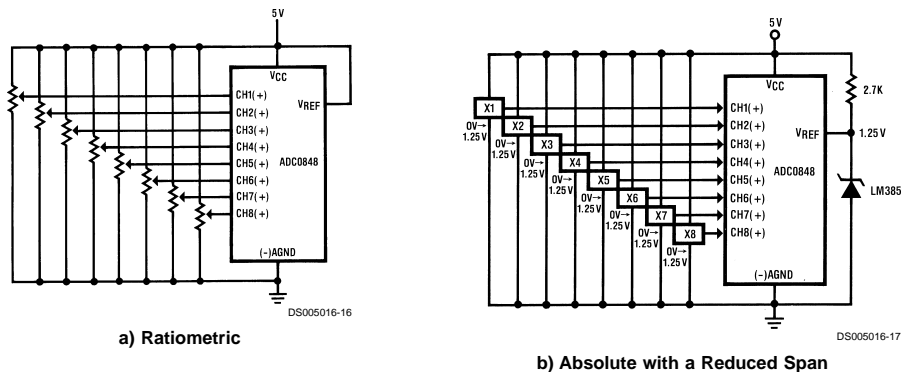 5 V
VCC
CH1(+)
VREF
CH2(+)
CH3(+)
CH4(+)
CH5(+)
ADC0848
CH6(+)
CH7(+)
CH8(+)
(-)AGND
DS005016-16
a) Ratiometric
5 V
VCC
2.7K
X1
CH1(+)
0V→
1.25 V
X2
CH2(+)
VREF
1.25 V
0V→
1.25 V
X3
CH3(+)
0V→
1.25 V
X4
CH4(+)
0V→
1.25 V
X5
CH5(+)
ADC0848
LM385
0V→
1.25 V
X6
CH6(+)
0V→
1.25 V
X7
CH7(+)
0V→
1.25 V
X8
CH8(+)
0V→
1.25 V
(-)AGND
DS005016-17
b) Absolute with a Reduced Span